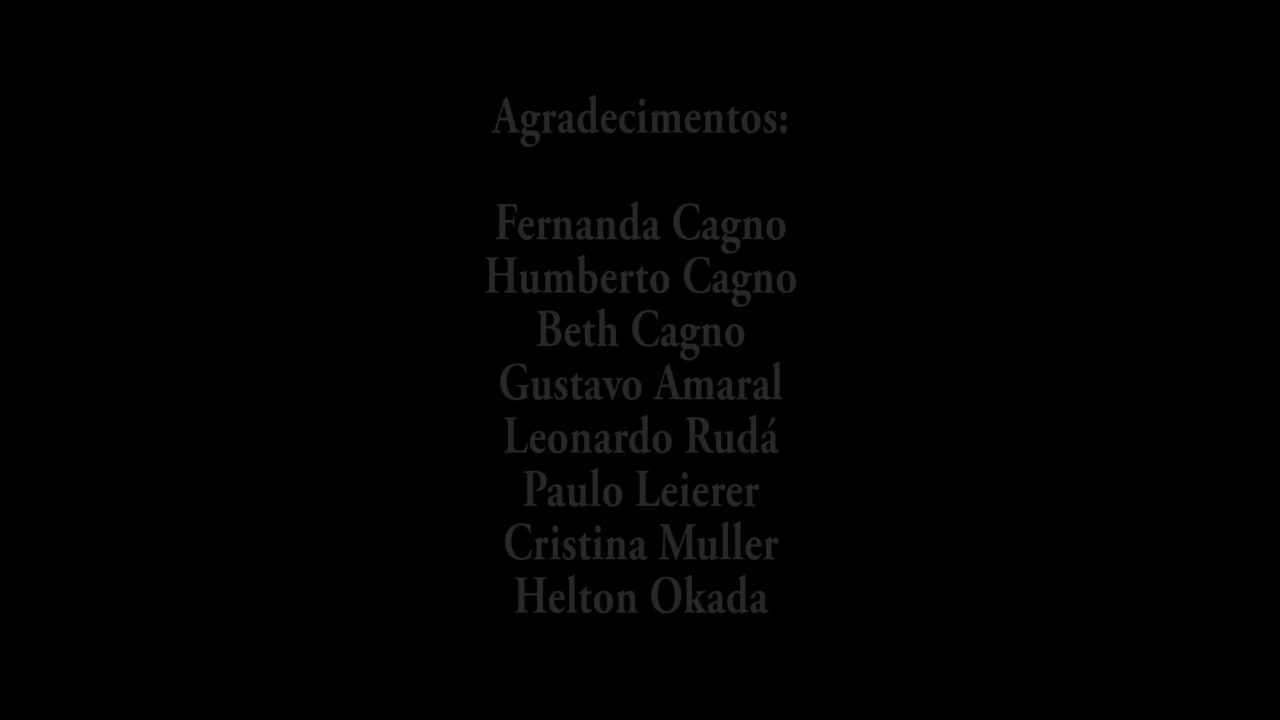 Agradecimentos:
Fernanda Cagno
Humberto Cagno
Beth Cagno
Gustavo Amaral
Leonardo Rudá
Paulo Leierer
Cristina Muller
Helton Okada